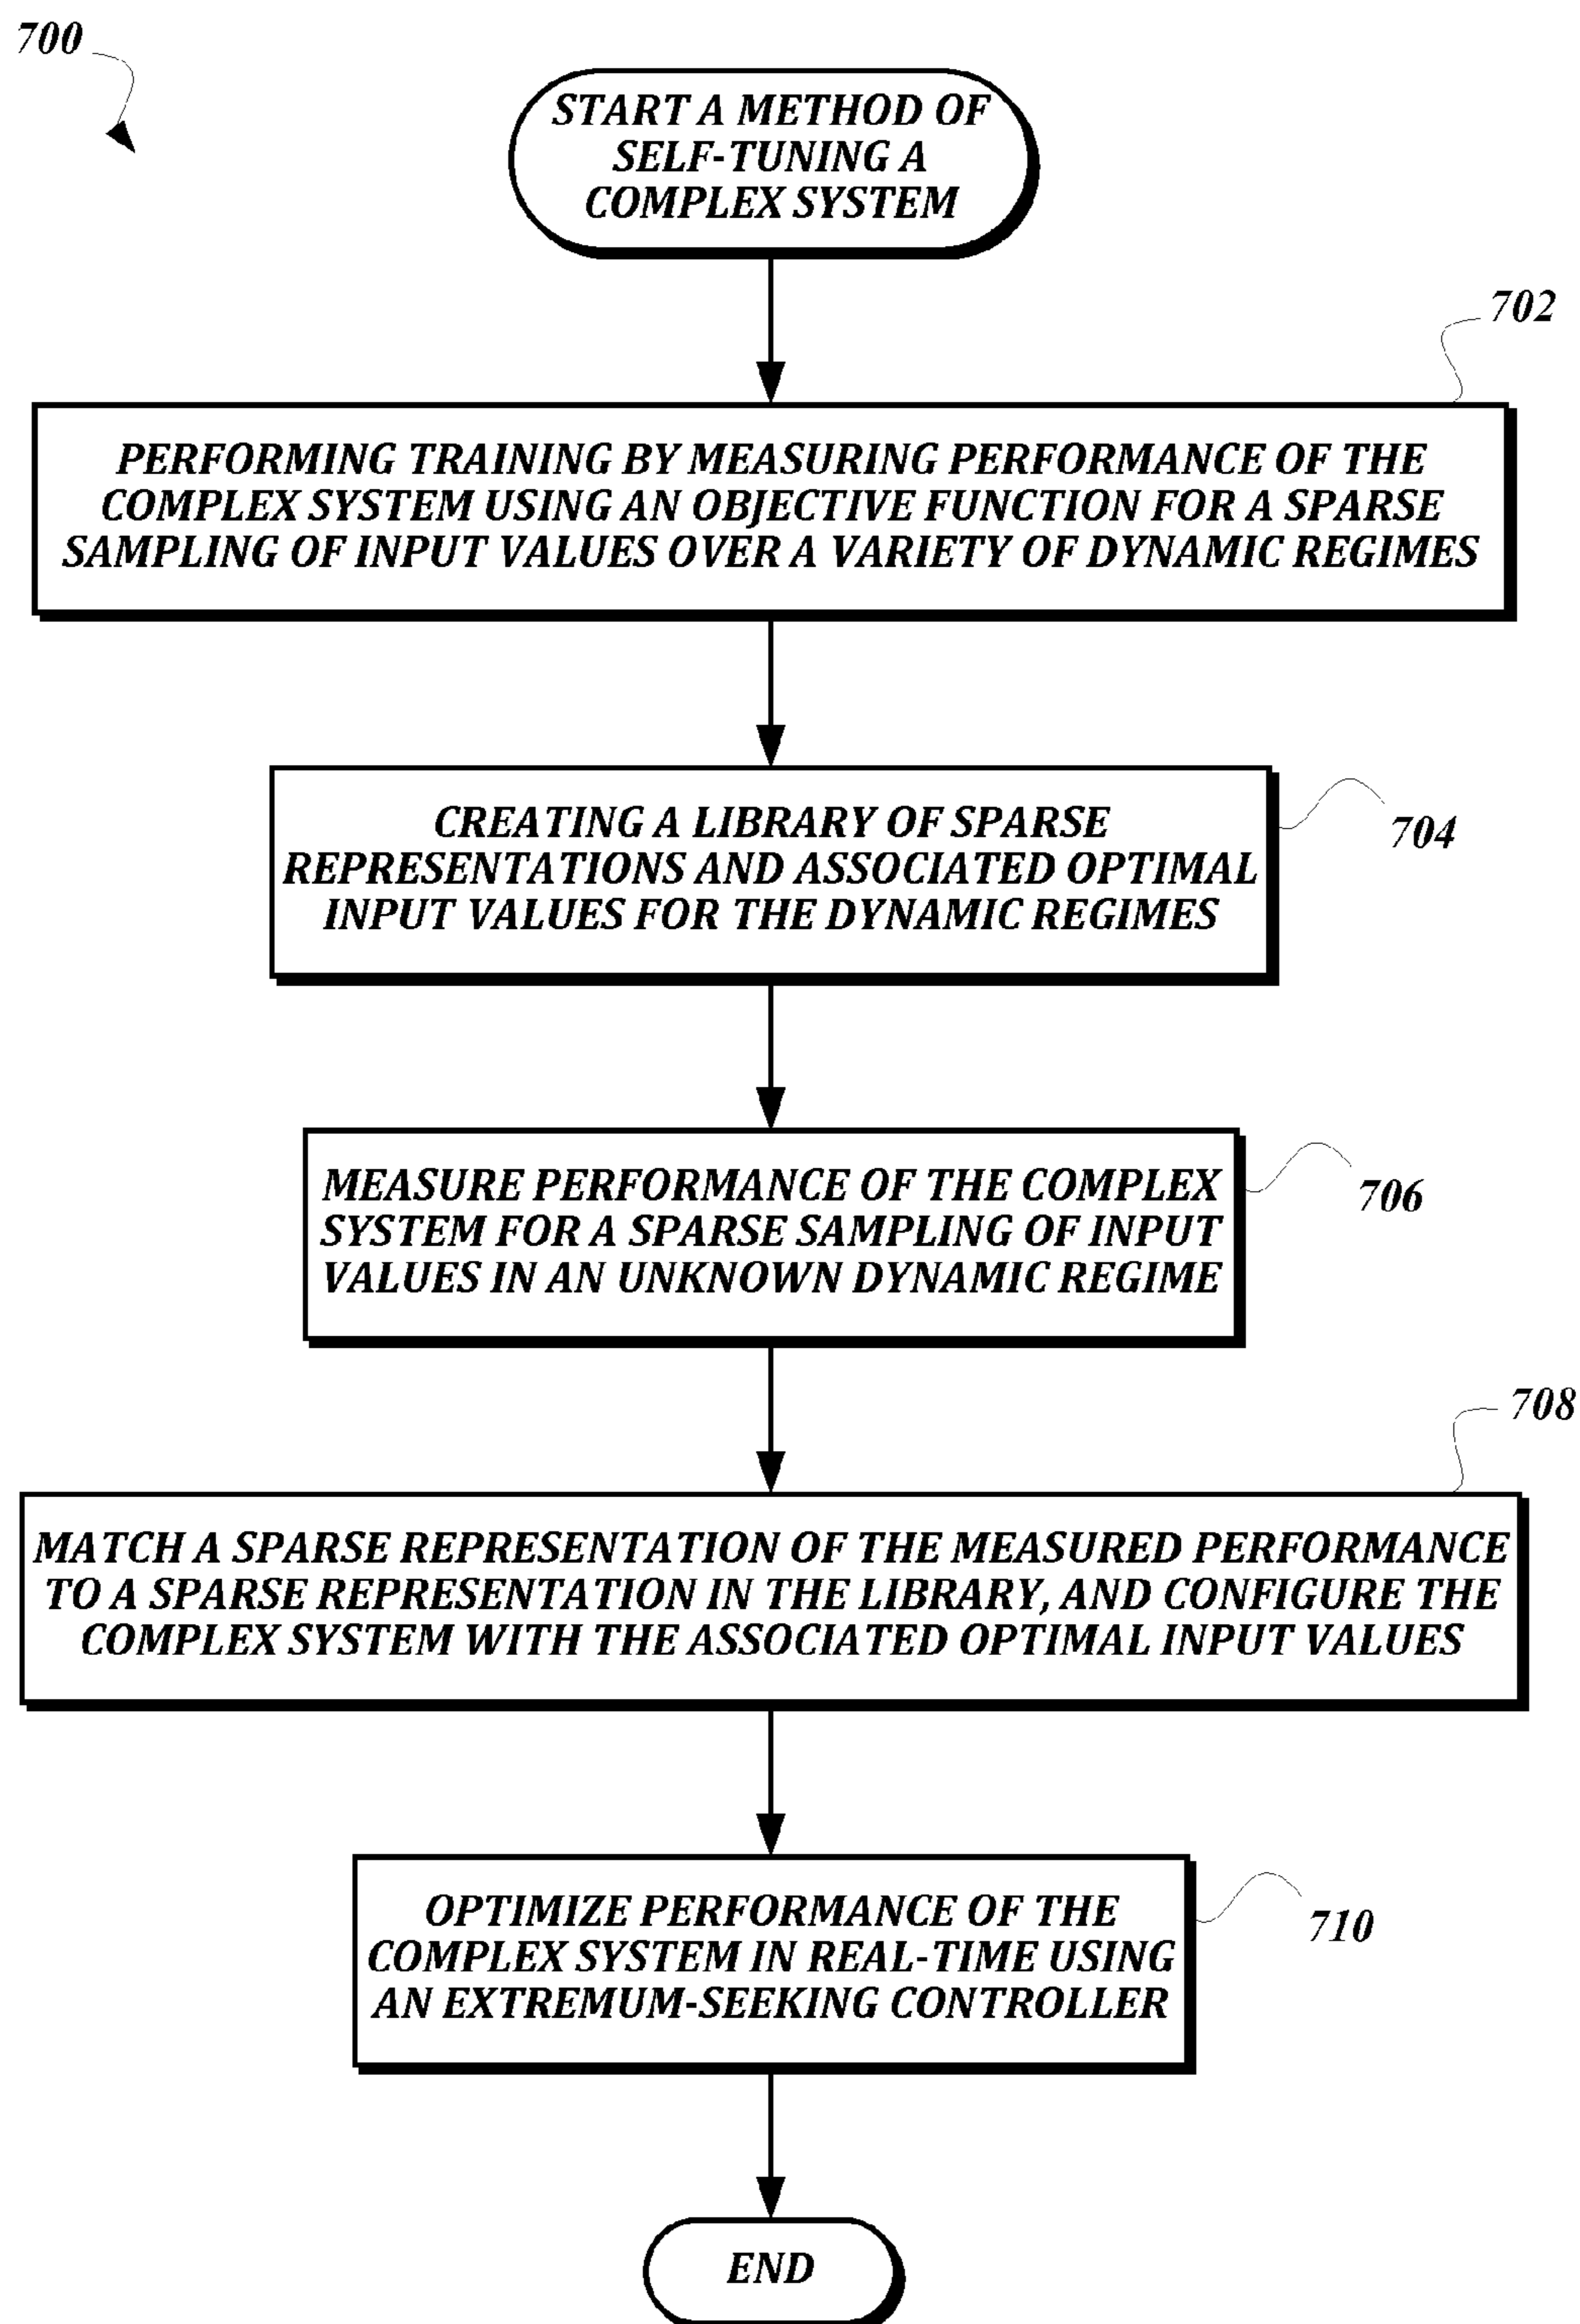 700
START A METHOD OF
SELF-TUNING A
COMPLEX SYSTEM
702
PERFORMING TRAINING BY MEASURING PERFORMANCE OF THE
COMPLEX SYSTEM USING AN OBJECTIVE FUNCTION FOR A SPARSE
SAMPLING OF INPUT VALUES OVER A VARIETY OF DYNAMIC REGIMES
CREATING A LIBRARY OF SPARSE
REPRESENTATIONS AND ASSOCIATED OPTIMAL
INPUT VALUES FOR THE DYNAMIC REGIMES
704
MEASURE PERFORMANCE OF THE COMPLEX
SYSTEM FOR A SPARSE SAMPLING OF INPUT
VALUES IN AN UNKNOWN DYNAMIC REGIME
706
708
MATCH A SPARSE REPRESENTATION OF THE MEASURED PERFORMANCE
TO A SPARSE REPRESENTATION IN THE LIBRARY, AND CONFIGURE THE
COMPLEX SYSTEM WITH THE ASSOCIATED OPTIMAL INPUT VALUES
OPTIMIZE PERFORMANCE OF THE
COMPLEX SYSTEM IN REAL-TIME USING
AN EXTREMUM-SEEKING CONTROLLER
710
END